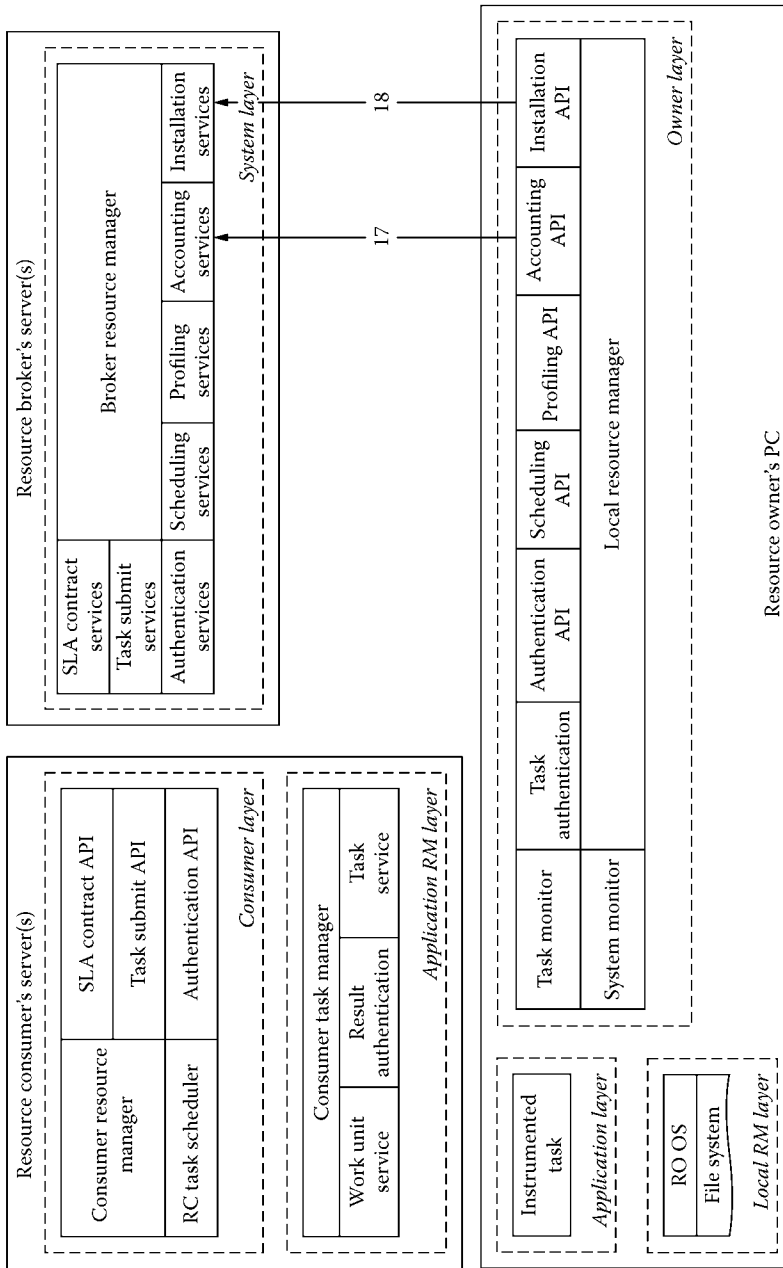 Resource consumer's server(s)
Consumer resource
manager
SLA contract API
Task submit API
RC task scheduler
Authentication API
Consumer layer
Consumer task manager
Work unit
service
Result
authentication
Task
service
Application RM layer
Resource broker's server(s)
SLA contract
services
Task submit
services
Broker resource manager
Authentication
services
Scheduling
services
Profiling
services
Accounting
services
Installation
services
System layer
17
18
Instrumented
task
Application layer
RO OS
File system
Local RM layer
Task monitor
Task
authentication
Authentication
API
Scheduling
API
Profiling API
Accounting
API
Installation
API
System monitor
Local resource manager
Owner layer
Resource owner's PC